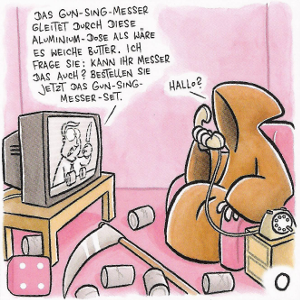 DAS GUN-SING-MESSER
GLEITET DURCH DIESE
ALUMINIUM-DOSE ALS WÄRE
ES WEICHE BUTTER. ICH
FRAGE SIE: KANN IHR MESSER
DAS AUCH? BESTELLEN SIE
JETZT DAS GUN-SING-
MESSER-SET.
HALLO?